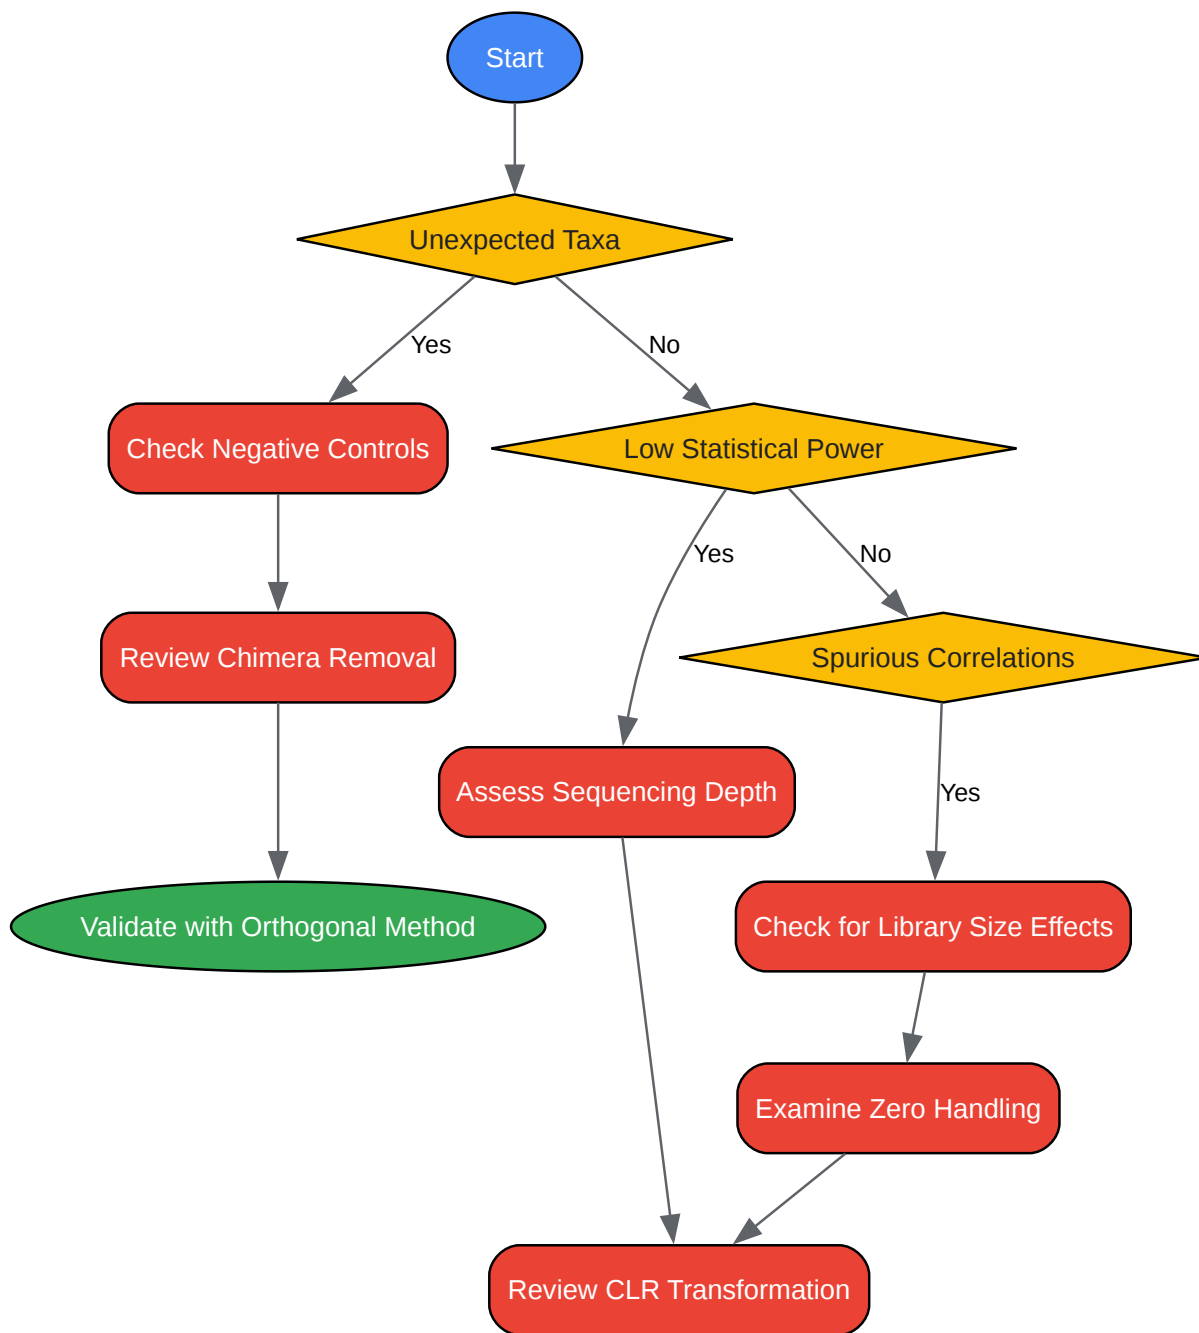 Start
Unexpected Taxa
Yes
No
Check Negative Controls
Low Statistical Power
Yes
No
Review Chimera Removal
Spurious Correlations
Assess Sequencing Depth
Yes
Validate with Orthogonal Method
Check for Library Size Effects
Examine Zero Handling
Review CLR Transformation